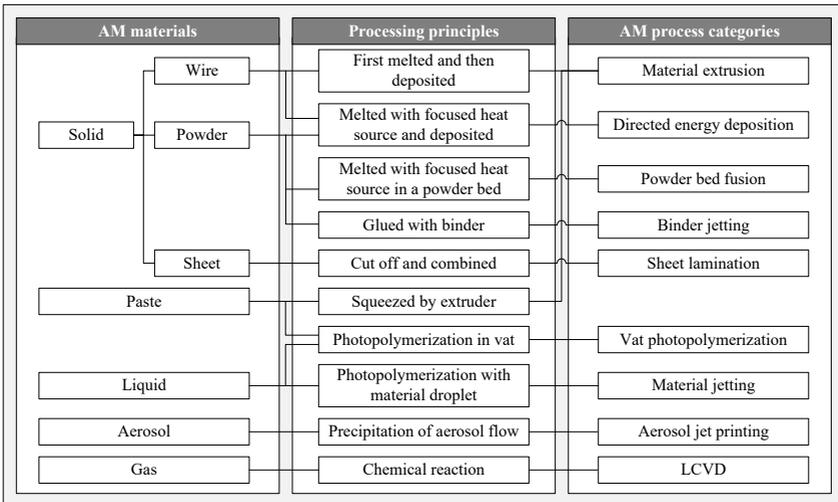 AM materials
Processing principles
AM process categories
Wire
First melted and then
deposited
Material extrusion
Solid
Powder
Melted with focused heat
source and deposited
Directed energy deposition
Melted with focused heat
source in a powder bed
Powder bed fusion
Glued with binder
Binder jetting
Sheet
Cut off and combined
Sheet lamination
Paste
Squeezed by extruder
Photopolymerization in vat
Vat photopolymerization
Liquid
Photopolymerization with
material droplet
Material jetting
Aerosol
Precipitation of aerosol flow
Aerosol jet printing
Gas
Chemical reaction
LCVD